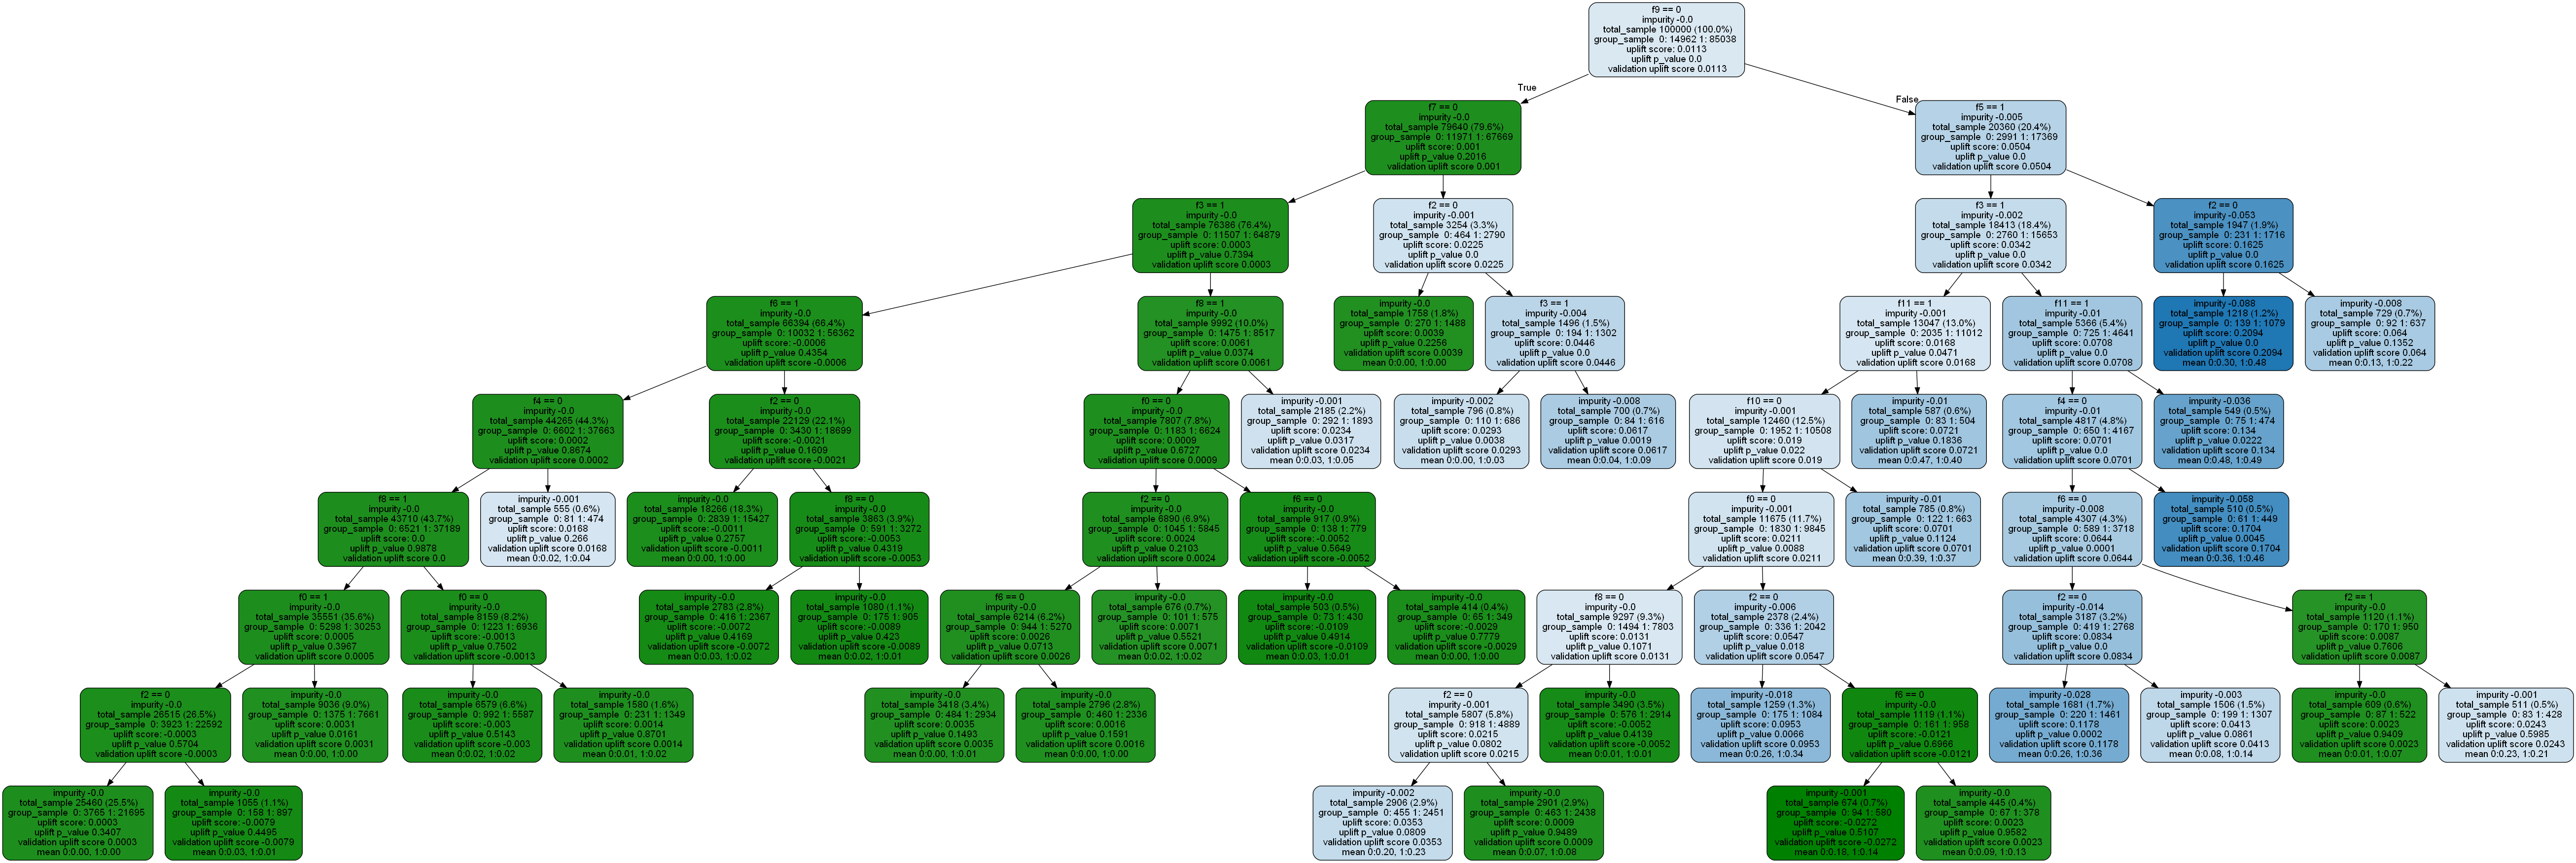 f9 == 0
impurity -0.0
total_sample 100000 (100.0%)
group_sample 0: 14962 1: 85038
uplift score: 0.0113
uplift p_value 0.0
validation uplift score 0.0113
True
False
f7 == 0
impurity -0.0
total_sample 79640 (79.6%)
group_sample 0: 11971 1: 67669
uplift score: 0.001
uplift p_value 0.2016
validation uplift score 0.001
f5 == 1
impurity -0.005
total_sample 20360 (20.4%)
group_sample 0: 2991 1: 17369
uplift score: 0.0504
uplift p_value 0.0
validation uplift score 0.0504
f3 == 1
impurity -0.0
total_sample 76386 (76.4%)
group_sample 0: 11507 1: 64879
uplift score: 0.0003
uplift p_value 0.7394
validation uplift score 0.0003
f2 == 0
impurity -0.001
total_sample 3254 (3.3%)
group_sample 0: 464 1: 2790
uplift score: 0.0225
uplift p_value 0.0
validation uplift score 0.0225
f3 == 1
impurity -0.002
total_sample 18413 (18.4%)
group_sample 0: 2760 1: 15653
uplift score: 0.0342
uplift p_value 0.0
validation uplift score 0.0342
f2 == 0
impurity -0.053
total_sample 1947 (1.9%)
group_sample 0: 231 1: 1716
uplift score: 0.1625
uplift p_value 0.0
validation uplift score 0.1625
f6 == 1
impurity -0.0
total_sample 66394 (66.4%)
group_sample 0: 10032 1: 56362
uplift score: -0.0006
uplift p_value 0.4354
validation uplift score -0.0006
f8 == 1
impurity -0.0
total_sample 9992 (10.0%)
group_sample 0: 1475 1: 8517
uplift score: 0.0061
uplift p_value 0.0374
validation uplift score 0.0061
impurity -0.0
total_sample 1758 (1.8%)
group_sample 0: 270 1: 1488
uplift score: 0.0039
uplift p_value 0.2256
validation uplift score 0.0039
mean 0:0.00, 1:0.00
f3 == 1
impurity -0.004
total_sample 1496 (1.5%)
group_sample 0: 194 1: 1302
uplift score: 0.0446
uplift p_value 0.0
validation uplift score 0.0446
f11 == 1
impurity -0.001
total_sample 13047 (13.0%)
group_sample 0: 2035 1: 11012
uplift score: 0.0168
uplift p_value 0.0471
validation uplift score 0.0168
f11 == 1
impurity -0.01
total_sample 5366 (5.4%)
group_sample 0: 725 1: 4641
uplift score: 0.0708
uplift p_value 0.0
validation uplift score 0.0708
impurity -0.088
total_sample 1218 (1.2%)
group_sample 0: 139 1: 1079
uplift score: 0.2094
uplift p_value 0.0
validation uplift score 0.2094
mean 0:0.30, 1:0.48
impurity -0.008
total_sample 729 (0.7%)
group_sample 0: 92 1: 637
uplift score: 0.064
uplift p_value 0.1352
validation uplift score 0.064
mean 0:0.13, 1:0.22
f4 == 0
impurity -0.0
total_sample 44265 (44.3%)
group_sample 0: 6602 1: 37663
uplift score: 0.0002
uplift p_value 0.8674
validation uplift score 0.0002
f2 == 0
impurity -0.0
total_sample 22129 (22.1%)
group_sample 0: 3430 1: 18699
uplift score: -0.0021
uplift p_value 0.1609
validation uplift score -0.0021
f0 == 0
impurity -0.0
total_sample 7807 (7.8%)
group_sample 0: 1183 1: 6624
uplift score: 0.0009
uplift p_value 0.6727
validation uplift score 0.0009
impurity -0.001
total_sample 2185 (2.2%)
group_sample 0: 292 1: 1893
uplift score: 0.0234
uplift p_value 0.0317
validation uplift score 0.0234
mean 0:0.03, 1:0.05
impurity -0.002
total_sample 796 (0.8%)
group_sample 0: 110 1: 686
uplift score: 0.0293
uplift p_value 0.0038
validation uplift score 0.0293
mean 0:0.00, 1:0.03
impurity -0.008
total_sample 700 (0.7%)
group_sample 0: 84 1: 616
uplift score: 0.0617
uplift p_value 0.0019
validation uplift score 0.0617
mean 0:0.04, 1:0.09
f10 == 0
impurity -0.001
total_sample 12460 (12.5%)
group_sample 0: 1952 1: 10508
uplift score: 0.019
uplift p_value 0.022
validation uplift score 0.019
impurity -0.01
total_sample 587 (0.6%)
group_sample 0: 83 1: 504
uplift score: 0.0721
uplift p_value 0.1836
validation uplift score 0.0721
mean 0:0.47, 1:0.40
f4 == 0
impurity -0.01
total_sample 4817 (4.8%)
group_sample 0: 650 1: 4167
uplift score: 0.0701
uplift p_value 0.0
validation uplift score 0.0701
impurity -0.036
total_sample 549 (0.5%)
group_sample 0: 75 1: 474
uplift score: 0.134
uplift p_value 0.0222
validation uplift score 0.134
mean 0:0.48, 1:0.49
f8 == 1
impurity -0.0
total_sample 43710 (43.7%)
group_sample 0: 6521 1: 37189
uplift score: 0.0
uplift p_value 0.9878
validation uplift score 0.0
impurity -0.001
total_sample 555 (0.6%)
group_sample 0: 81 1: 474
uplift score: 0.0168
uplift p_value 0.266
validation uplift score 0.0168
mean 0:0.02, 1:0.04
impurity -0.0
total_sample 18266 (18.3%)
group_sample 0: 2839 1: 15427
uplift score: -0.0011
uplift p_value 0.2757
validation uplift score -0.0011
mean 0:0.00, 1:0.00
f8 == 0
impurity -0.0
total_sample 3863 (3.9%)
group_sample 0: 591 1: 3272
uplift score: -0.0053
uplift p_value 0.4319
validation uplift score -0.0053
f2 == 0
impurity -0.0
total_sample 6890 (6.9%)
group_sample 0: 1045 1: 5845
uplift score: 0.0024
uplift p_value 0.2103
validation uplift score 0.0024
f6 == 0
impurity -0.0
total_sample 917 (0.9%)
group_sample 0: 138 1: 779
uplift score: -0.0052
uplift p_value 0.5649
validation uplift score -0.0052
f0 == 0
impurity -0.001
total_sample 11675 (11.7%)
group_sample 0: 1830 1: 9845
uplift score: 0.0211
uplift p_value 0.0088
validation uplift score 0.0211
impurity -0.01
total_sample 785 (0.8%)
group_sample 0: 122 1: 663
uplift score: 0.0701
uplift p_value 0.1124
validation uplift score 0.0701
mean 0:0.39, 1:0.37
f6 == 0
impurity -0.008
total_sample 4307 (4.3%)
group_sample 0: 589 1: 3718
uplift score: 0.0644
uplift p_value 0.0001
validation uplift score 0.0644
impurity -0.058
total_sample 510 (0.5%)
group_sample 0: 61 1: 449
uplift score: 0.1704
uplift p_value 0.0045
validation uplift score 0.1704
mean 0:0.36, 1:0.46
f0 == 1
impurity -0.0
total_sample 35551 (35.6%)
group_sample 0: 5298 1: 30253
uplift score: 0.0005
uplift p_value 0.3967
validation uplift score 0.0005
f0 == 0
impurity -0.0
total_sample 8159 (8.2%)
group_sample 0: 1223 1: 6936
uplift score: -0.0013
uplift p_value 0.7502
validation uplift score -0.0013
impurity -0.0
total_sample 2783 (2.8%)
group_sample 0: 416 1: 2367
uplift score: -0.0072
uplift p_value 0.4169
validation uplift score -0.0072
mean 0:0.03, 1:0.02
impurity -0.0
total_sample 1080 (1.1%)
group_sample 0: 175 1: 905
uplift score: -0.0089
uplift p_value 0.423
validation uplift score -0.0089
mean 0:0.02, 1:0.01
f6 == 0
impurity -0.0
total_sample 6214 (6.2%)
group_sample 0: 944 1: 5270
uplift score: 0.0026
uplift p_value 0.0713
validation uplift score 0.0026
impurity -0.0
total_sample 676 (0.7%)
group_sample 0: 101 1: 575
uplift score: 0.0071
uplift p_value 0.5521
validation uplift score 0.0071
mean 0:0.02, 1:0.02
impurity -0.0
total_sample 503 (0.5%)
group_sample 0: 73 1: 430
uplift score: -0.0109
uplift p_value 0.4914
validation uplift score -0.0109
mean 0:0.03, 1:0.01
impurity -0.0
total_sample 414 (0.4%)
group_sample 0: 65 1: 349
uplift score: -0.0029
uplift p_value 0.7779
validation uplift score -0.0029
mean 0:0.00, 1:0.00
f8 == 0
impurity -0.0
total_sample 9297 (9.3%)
group_sample 0: 1494 1: 7803
uplift score: 0.0131
uplift p_value 0.1071
validation uplift score 0.0131
f2 == 0
impurity -0.006
total_sample 2378 (2.4%)
group_sample 0: 336 1: 2042
uplift score: 0.0547
uplift p_value 0.018
validation uplift score 0.0547
f2 == 0
impurity -0.014
total_sample 3187 (3.2%)
group_sample 0: 419 1: 2768
uplift score: 0.0834
uplift p_value 0.0
validation uplift score 0.0834
f2 == 1
impurity -0.0
total_sample 1120 (1.1%)
group_sample 0: 170 1: 950
uplift score: 0.0087
uplift p_value 0.7606
validation uplift score 0.0087
f2 == 0
impurity -0.0
total_sample 26515 (26.5%)
group_sample 0: 3923 1: 22592
uplift score: -0.0003
uplift p_value 0.5704
validation uplift score -0.0003
impurity -0.0
total_sample 9036 (9.0%)
group_sample 0: 1375 1: 7661
uplift score: 0.0031
uplift p_value 0.0161
validation uplift score 0.0031
mean 0:0.00, 1:0.00
impurity -0.0
total_sample 6579 (6.6%)
group_sample 0: 992 1: 5587
uplift score: -0.003
uplift p_value 0.5143
validation uplift score -0.003
mean 0:0.02, 1:0.02
impurity -0.0
total_sample 1580 (1.6%)
group_sample 0: 231 1: 1349
uplift score: 0.0014
uplift p_value 0.8701
validation uplift score 0.0014
mean 0:0.01, 1:0.02
impurity -0.0
total_sample 3418 (3.4%)
group_sample 0: 484 1: 2934
uplift score: 0.0035
uplift p_value 0.1493
validation uplift score 0.0035
mean 0:0.00, 1:0.01
impurity -0.0
total_sample 2796 (2.8%)
group_sample 0: 460 1: 2336
uplift score: 0.0016
uplift p_value 0.1591
validation uplift score 0.0016
mean 0:0.00, 1:0.00
f2 == 0
impurity -0.001
total_sample 5807 (5.8%)
group_sample 0: 918 1: 4889
uplift score: 0.0215
uplift p_value 0.0802
validation uplift score 0.0215
impurity -0.0
total_sample 3490 (3.5%)
group_sample 0: 576 1: 2914
uplift score: -0.0052
uplift p_value 0.4139
validation uplift score -0.0052
mean 0:0.01, 1:0.01
impurity -0.018
total_sample 1259 (1.3%)
group_sample 0: 175 1: 1084
uplift score: 0.0953
uplift p_value 0.0066
validation uplift score 0.0953
mean 0:0.26, 1:0.34
f6 == 0
impurity -0.0
total_sample 1119 (1.1%)
group_sample 0: 161 1: 958
uplift score: -0.0121
uplift p_value 0.6966
validation uplift score -0.0121
impurity -0.028
total_sample 1681 (1.7%)
group_sample 0: 220 1: 1461
uplift score: 0.1178
uplift p_value 0.0002
validation uplift score 0.1178
mean 0:0.26, 1:0.36
impurity -0.003
total_sample 1506 (1.5%)
group_sample 0: 199 1: 1307
uplift score: 0.0413
uplift p_value 0.0861
validation uplift score 0.0413
mean 0:0.08, 1:0.14
impurity -0.0
total_sample 609 (0.6%)
group_sample 0: 87 1: 522
uplift score: 0.0023
uplift p_value 0.9409
validation uplift score 0.0023
mean 0:0.01, 1:0.07
impurity -0.001
total_sample 511 (0.5%)
group_sample 0: 83 1: 428
uplift score: 0.0243
uplift p_value 0.5985
validation uplift score 0.0243
mean 0:0.23, 1:0.21
impurity -0.0
total_sample 25460 (25.5%)
group_sample 0: 3765 1: 21695
uplift score: 0.0003
uplift p_value 0.3407
validation uplift score 0.0003
mean 0:0.00, 1:0.00
impurity -0.0
total_sample 1055 (1.1%)
group_sample 0: 158 1: 897
uplift score: -0.0079
uplift p_value 0.4495
validation uplift score -0.0079
mean 0:0.03, 1:0.01
impurity -0.002
total_sample 2906 (2.9%)
group_sample 0: 455 1: 2451
uplift score: 0.0353
uplift p_value 0.0809
validation uplift score 0.0353
mean 0:0.20, 1:0.23
impurity -0.0
total_sample 2901 (2.9%)
group_sample 0: 463 1: 2438
uplift score: 0.0009
uplift p_value 0.9489
validation uplift score 0.0009
mean 0:0.07, 1:0.08
impurity -0.001
total_sample 674 (0.7%)
group_sample 0: 94 1: 580
uplift score: -0.0272
uplift p_value 0.5107
validation uplift score -0.0272
mean 0:0.18, 1:0.14
impurity -0.0
total_sample 445 (0.4%)
group_sample 0: 67 1: 378
uplift score: 0.0023
uplift p_value 0.9582
validation uplift score 0.0023
mean 0:0.09, 1:0.13